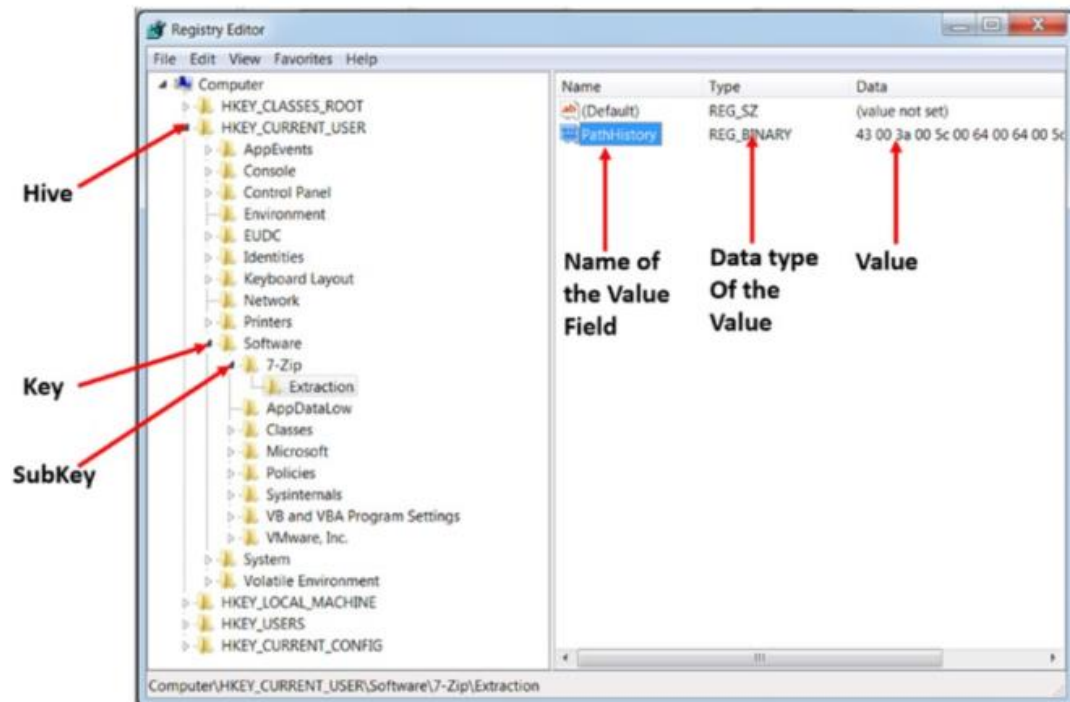 Registry Editor
File Edit View Favorites Help
Computer
HKEY_CLASSES_ROOT
HKEY_CURRENT_USER
AppEvents
Console
Control Panel
Environment
EUDC
Identities
Keyboard Layout
Network
Printers
Software
7-Zip
Extraction
AppDataLow
Classes
Microsoft
Policies
Sysinternals
VB and VBA Program Settings
VMware, Inc.
System
Volatile Environment
HKEY_LOCAL_MACHINE
HKEY_USERS
HKEY_CURRENT_CONFIG
Hive
Key
SubKey
Name Type Data
(Default) REG_SZ (value not set)
PathHistory REG_BINARY 43 00 3a 00 5c 00 64 00 64 00 5c
Name of
the Value
Field
Data type
Of the
Value
Value
Computer\HKEY_CURRENT_USER\Software\7-Zip\Extraction